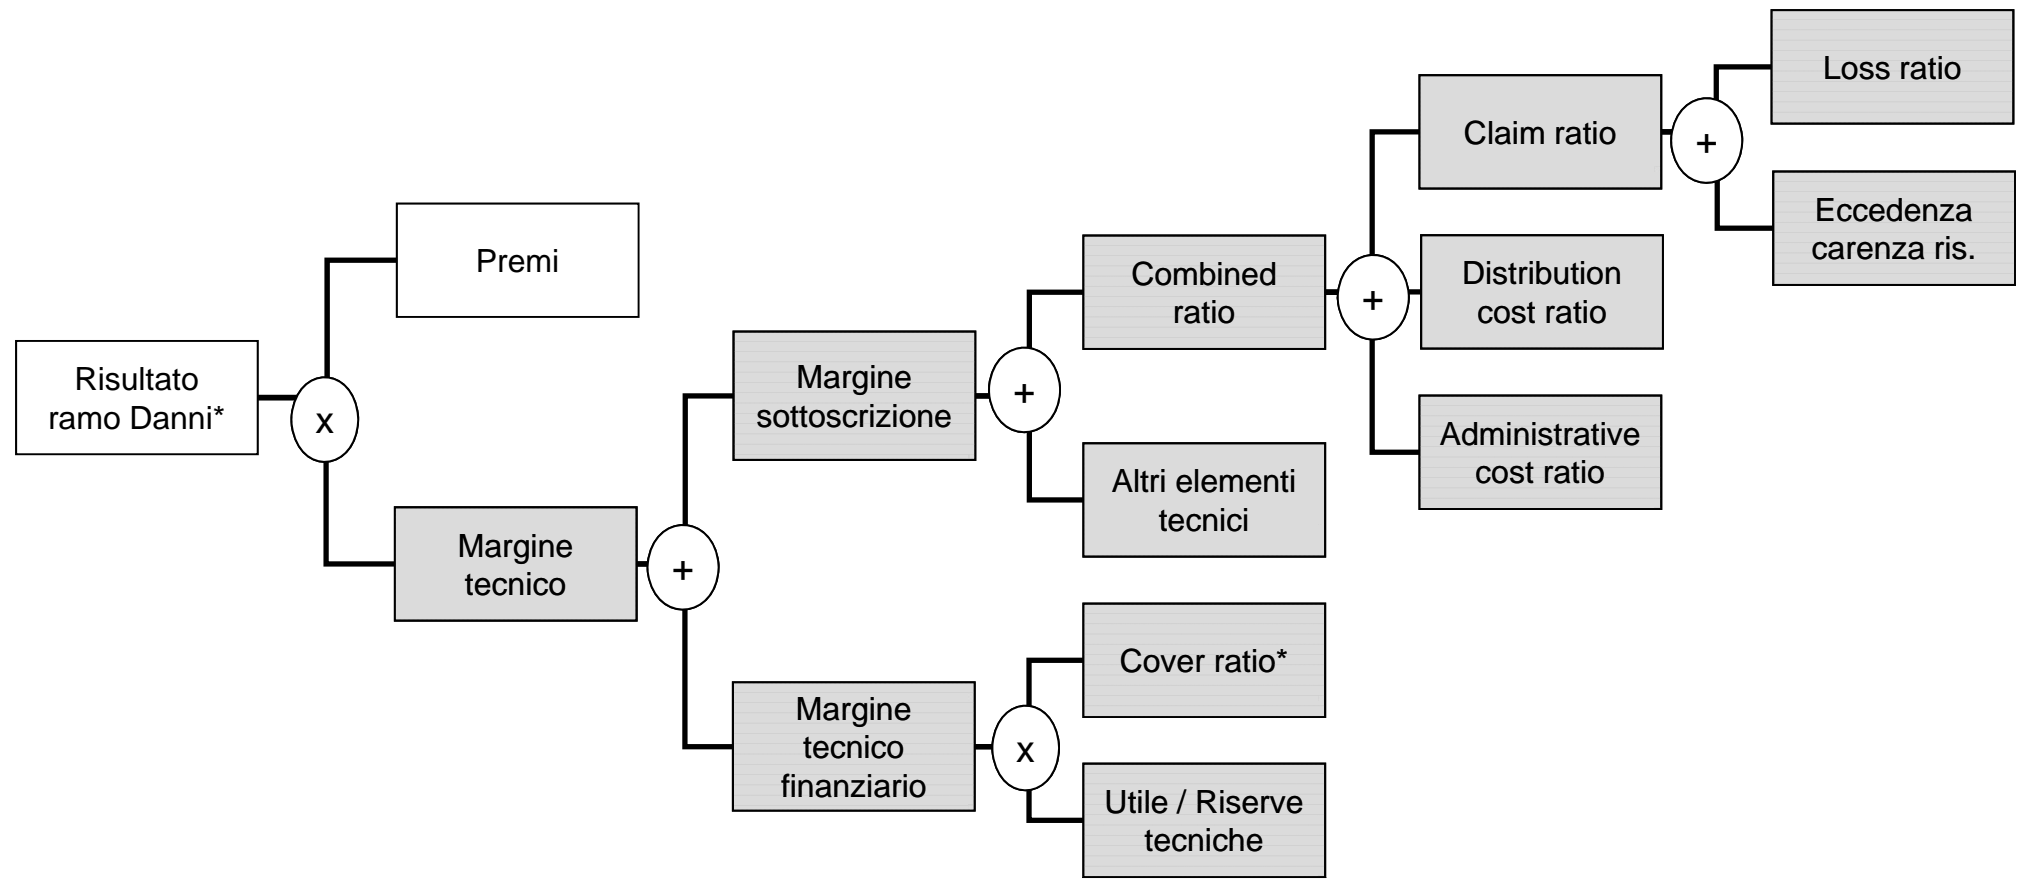 Risultato
ramo Danni*
x
Premi
Margine
tecnico
+
Margine
sottoscrizione
+
Margine
tecnico
finanziario
x
Combined
ratio
+
Altri elementi
tecnici
Cover ratio*
Utile / Riserve
tecniche
Claim ratio
+
Distribution
cost ratio
Administrative
cost ratio
Loss ratio
Eccedenza
carenza ris.